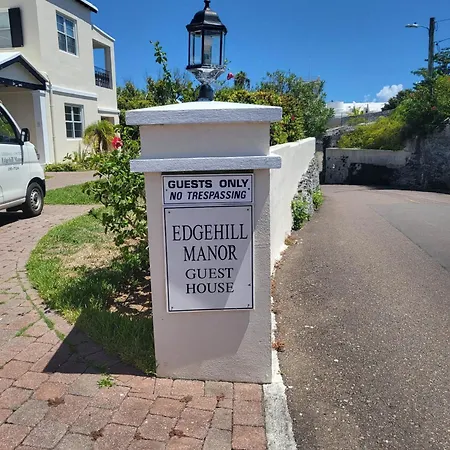 GUESTS ONLY
NO TRESPASSING
EDGEHILL
MANOR
GUEST
HOUSE